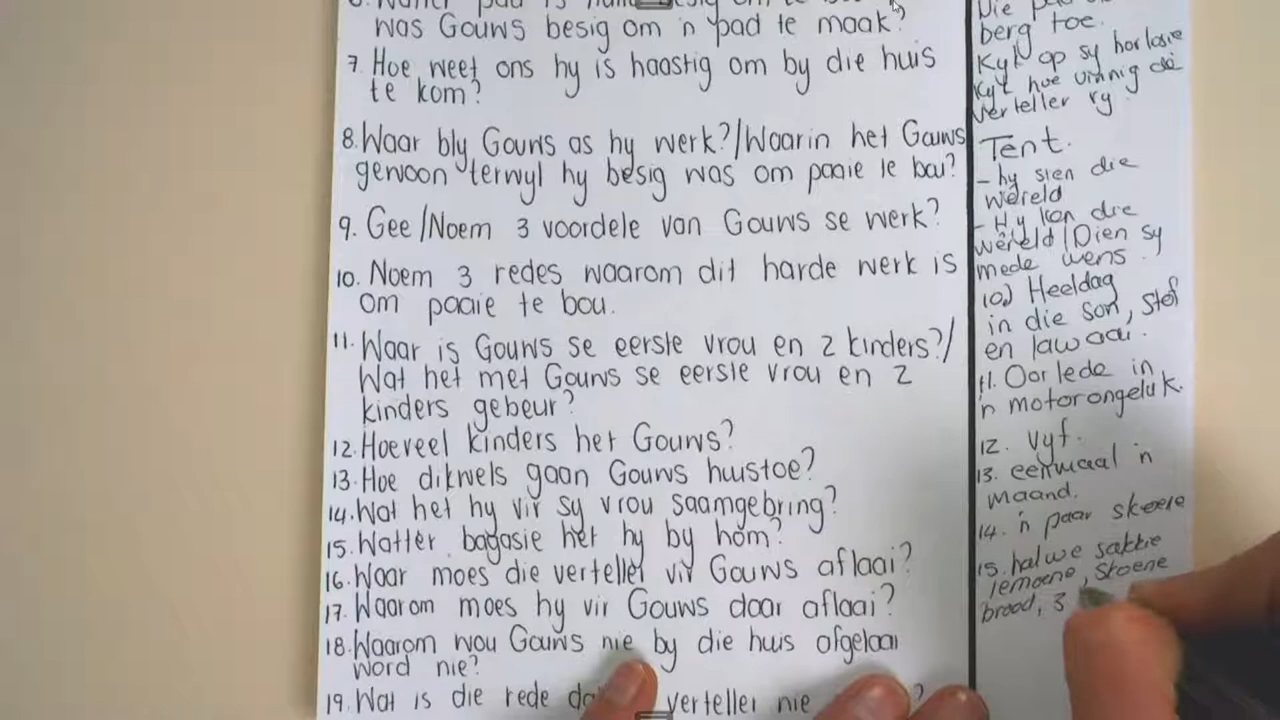 was Gouws besig om 'n pad te maak?
7. Hoe weet ons hy is haastig om by die huis
te kom?
8. Waar bly Gouws as hy werk?/Waarin het Gouws
gewoon terwyl hy besig was om paaie te bou?
9. Gee/Noem 3 voordele van Gouws se werk?
10. Noem 3 redes waarom dit harde werk is
om paaie te bou.
11. Waar is Gouws se eerste vrou en 2 kinders?/
Wat het met Gouws se eerste vrou en 2
kinders gebeur?
12. Hoeveel kinders het Gouws?
13. Hoe dikwels gaan Gouws huistoe?
14. Wat het hy vir sy vrou saamgebring?
15. Watter bagasie het hy by hom?
16. Waar moes die verteller vir Gouws aflaai?
17. Waarom moes hy vir Gouws daar aflaai?
18. Waarom wou Gouws nie by die huis afgelaai
word nie?
19. Wat is die rede verteller nie ?
Die
berg toe.
Kyk op sy horlosie
Kyk hoe vinnig die
verteller ry.
Tent.
- hy sien die
wêreld
- Hy kan die
wêreld/Dien sy
mede wens.
10) Heeldag
in die son, stof
en lawaai.
11. Oorlede in
'n motorongeluk.
12. Vyf.
13. eenmaal 'n
maand.
14. 'n paar skoene
15. halwe sakkie
lemoene, skoene
brood, 3